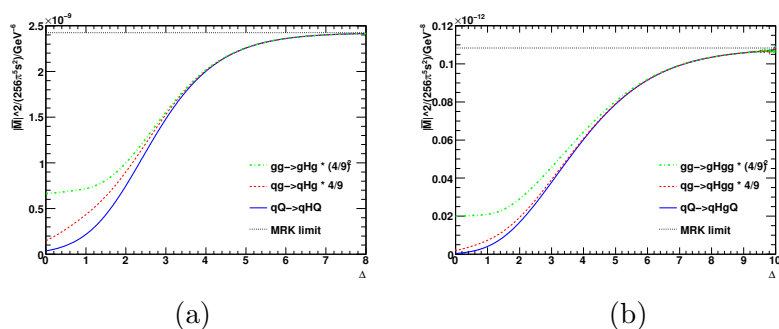 |M̅|^2/(256π⁵s²)/GeV⁻⁶
2.5
2
1.5
1
0.5
0
×10⁻⁹
gg->gHg * (4/9)²
qg->qHg * 4/9
qQ->qHQ
MRK limit
0 1 2 3 4 5 6 7 8
Δ
(a)
|M̅|^2/(256π⁵s²)/GeV⁻⁸
0.12
0.1
0.08
0.06
0.04
0.02
0
×10⁻¹²
gg->gHgg * (4/9)²
qg->qHgg * 4/9
qQ->qHgQ
MRK limit
0 1 2 3 4 5 6 7 8 9 10
Δ
(b)